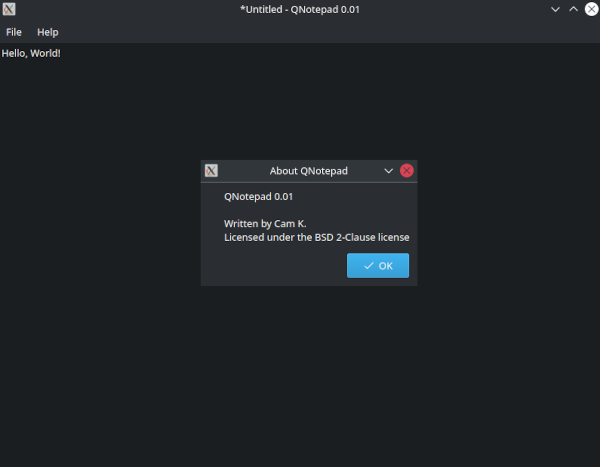 *Untitled - QNotepad 0.01
File Help
Hello, World!
About QNotepad
QNotepad 0.01
Written by Cam K.
Licensed under the BSD 2-Clause license
OK